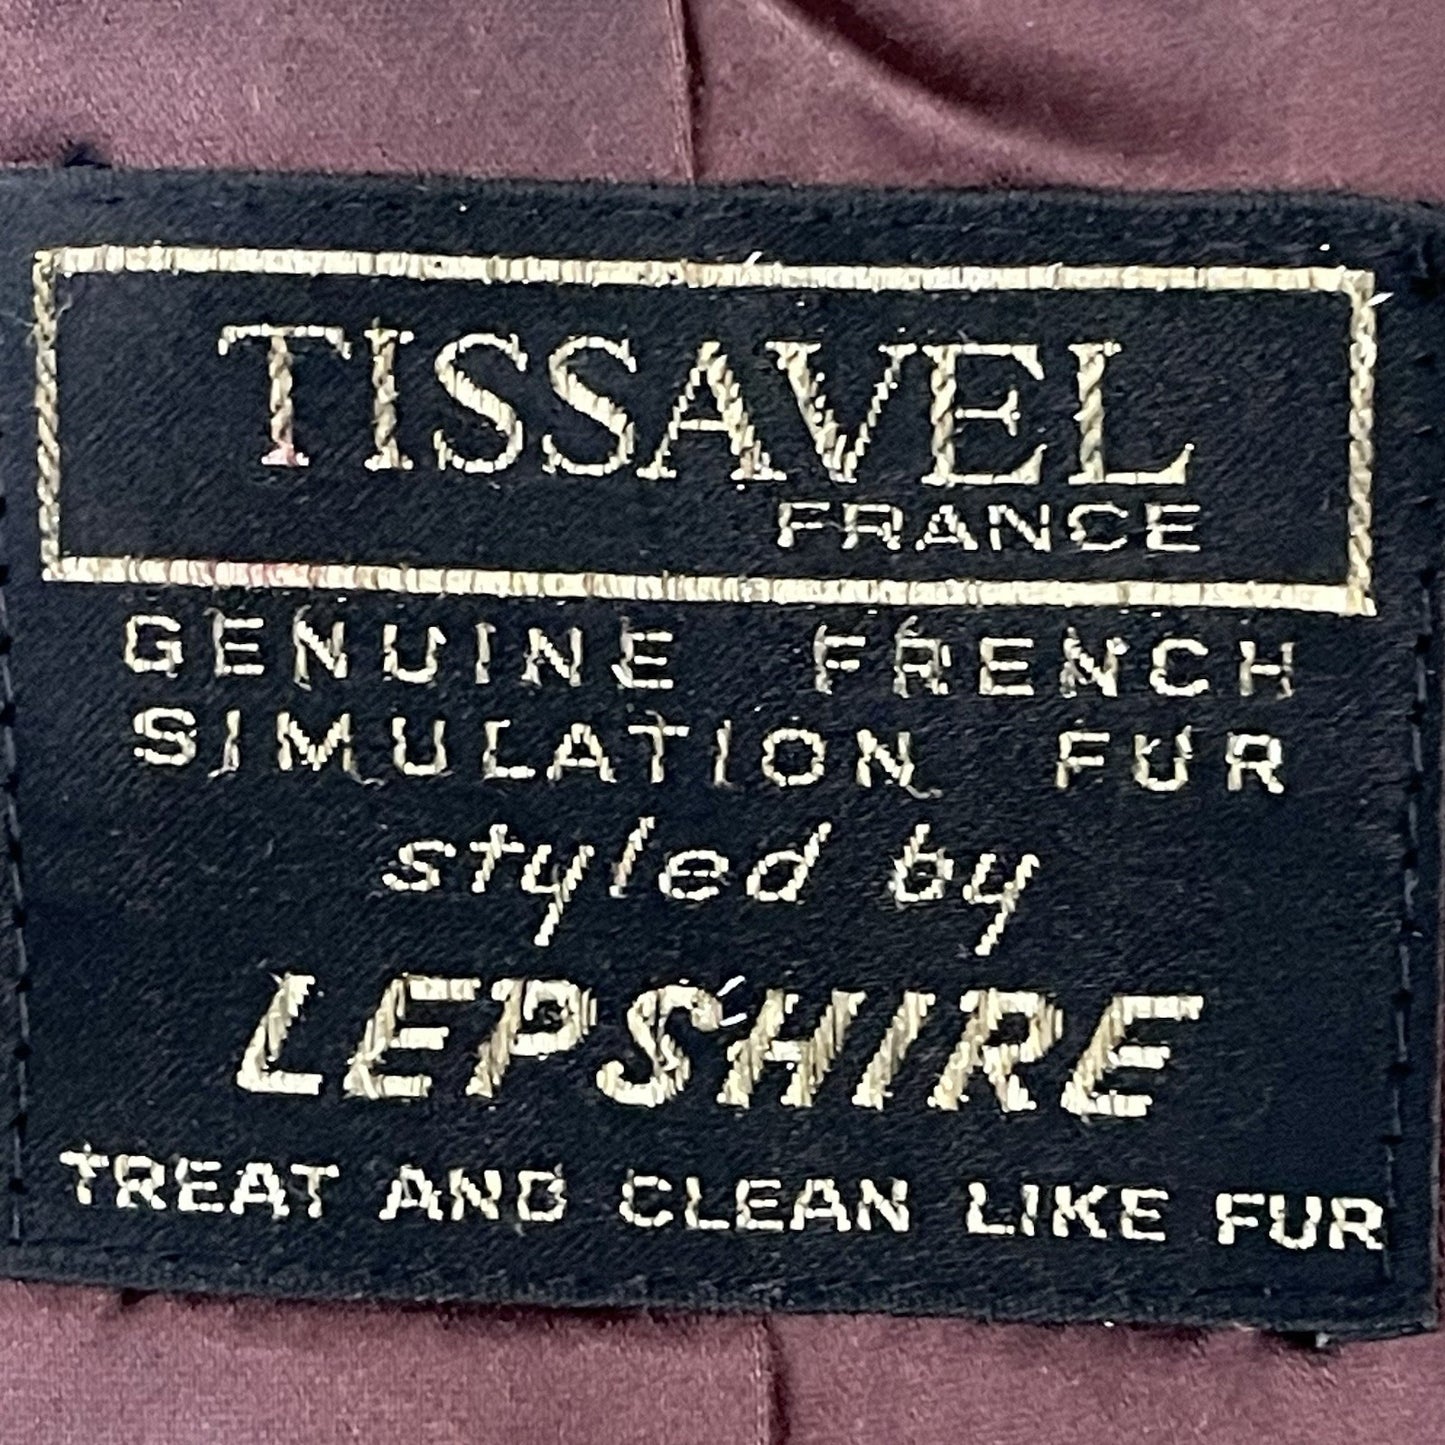 TISSAVEL
FRANCE
GENUINE FRENCH
SIMULATION FUR
styled by
LEPSHIRE
TREAT AND CLEAN LIKE FUR